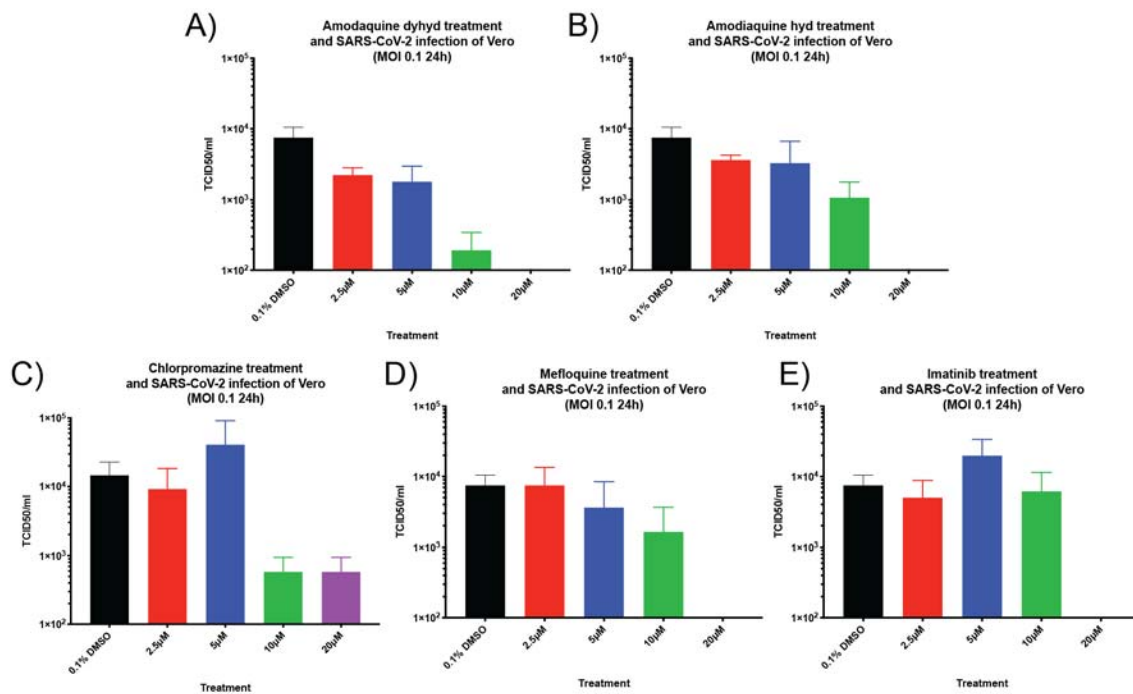 A)
Amodaquine dyhyd treatment
and SARS-CoV-2 infection of Vero
(MOI 0.1 24h)
1×10⁵
1×10⁴
1×10³
1×10²
TCID50/ml
0.1% DMSO
2.5µM
5µM
10µM
20µM
Treatment
B)
Amodiaquine hyd treatment
and SARS-CoV-2 infection of Vero
(MOI 0.1 24h)
1×10⁵
1×10⁴
1×10³
1×10²
TCID50/ml
0.1% DMSO
2.5µM
5µM
10µM
20µM
Treatment
C)
Chlorpromazine treatment
and SARS-CoV-2 infection of Vero
(MOI 0.1 24h)
1×10⁵
1×10⁴
1×10³
1×10²
TCID50/ml
0.1% DMSO
2.5µM
5µM
10µM
20µM
Treatment
D)
Mefloquine treatment
and SARS-CoV-2 infection of Vero
(MOI 0.1 24h)
1×10⁵
1×10⁴
1×10³
1×10²
TCID50/ml
0.1% DMSO
2.5µM
5µM
10µM
20µM
Treatment
E)
Imatinib treatment
and SARS-CoV-2 infection of Vero
(MOI 0.1 24h)
1×10⁵
1×10⁴
1×10³
1×10²
TCID50/ml
0.1% DMSO
2.5µM
5µM
10µM
20µM
Treatment